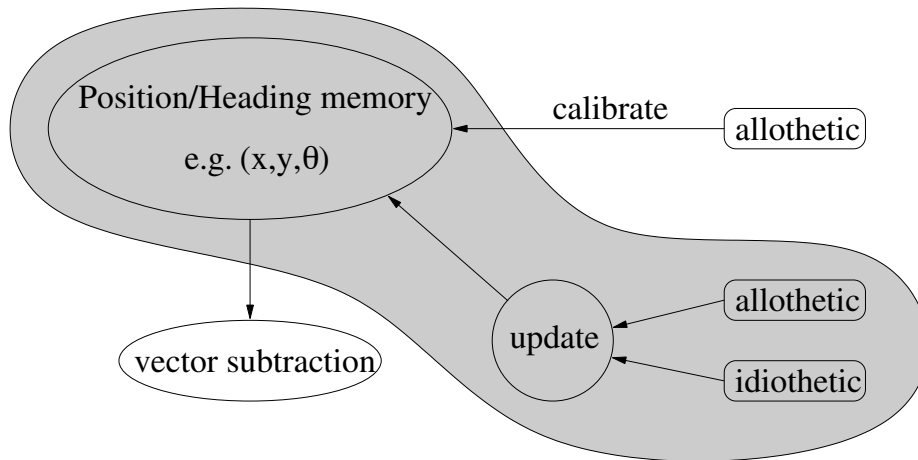 Position/Heading memory
e.g. (x,y,θ)
calibrate
allothetic
allothetic
update
idiothetic
vector subtraction